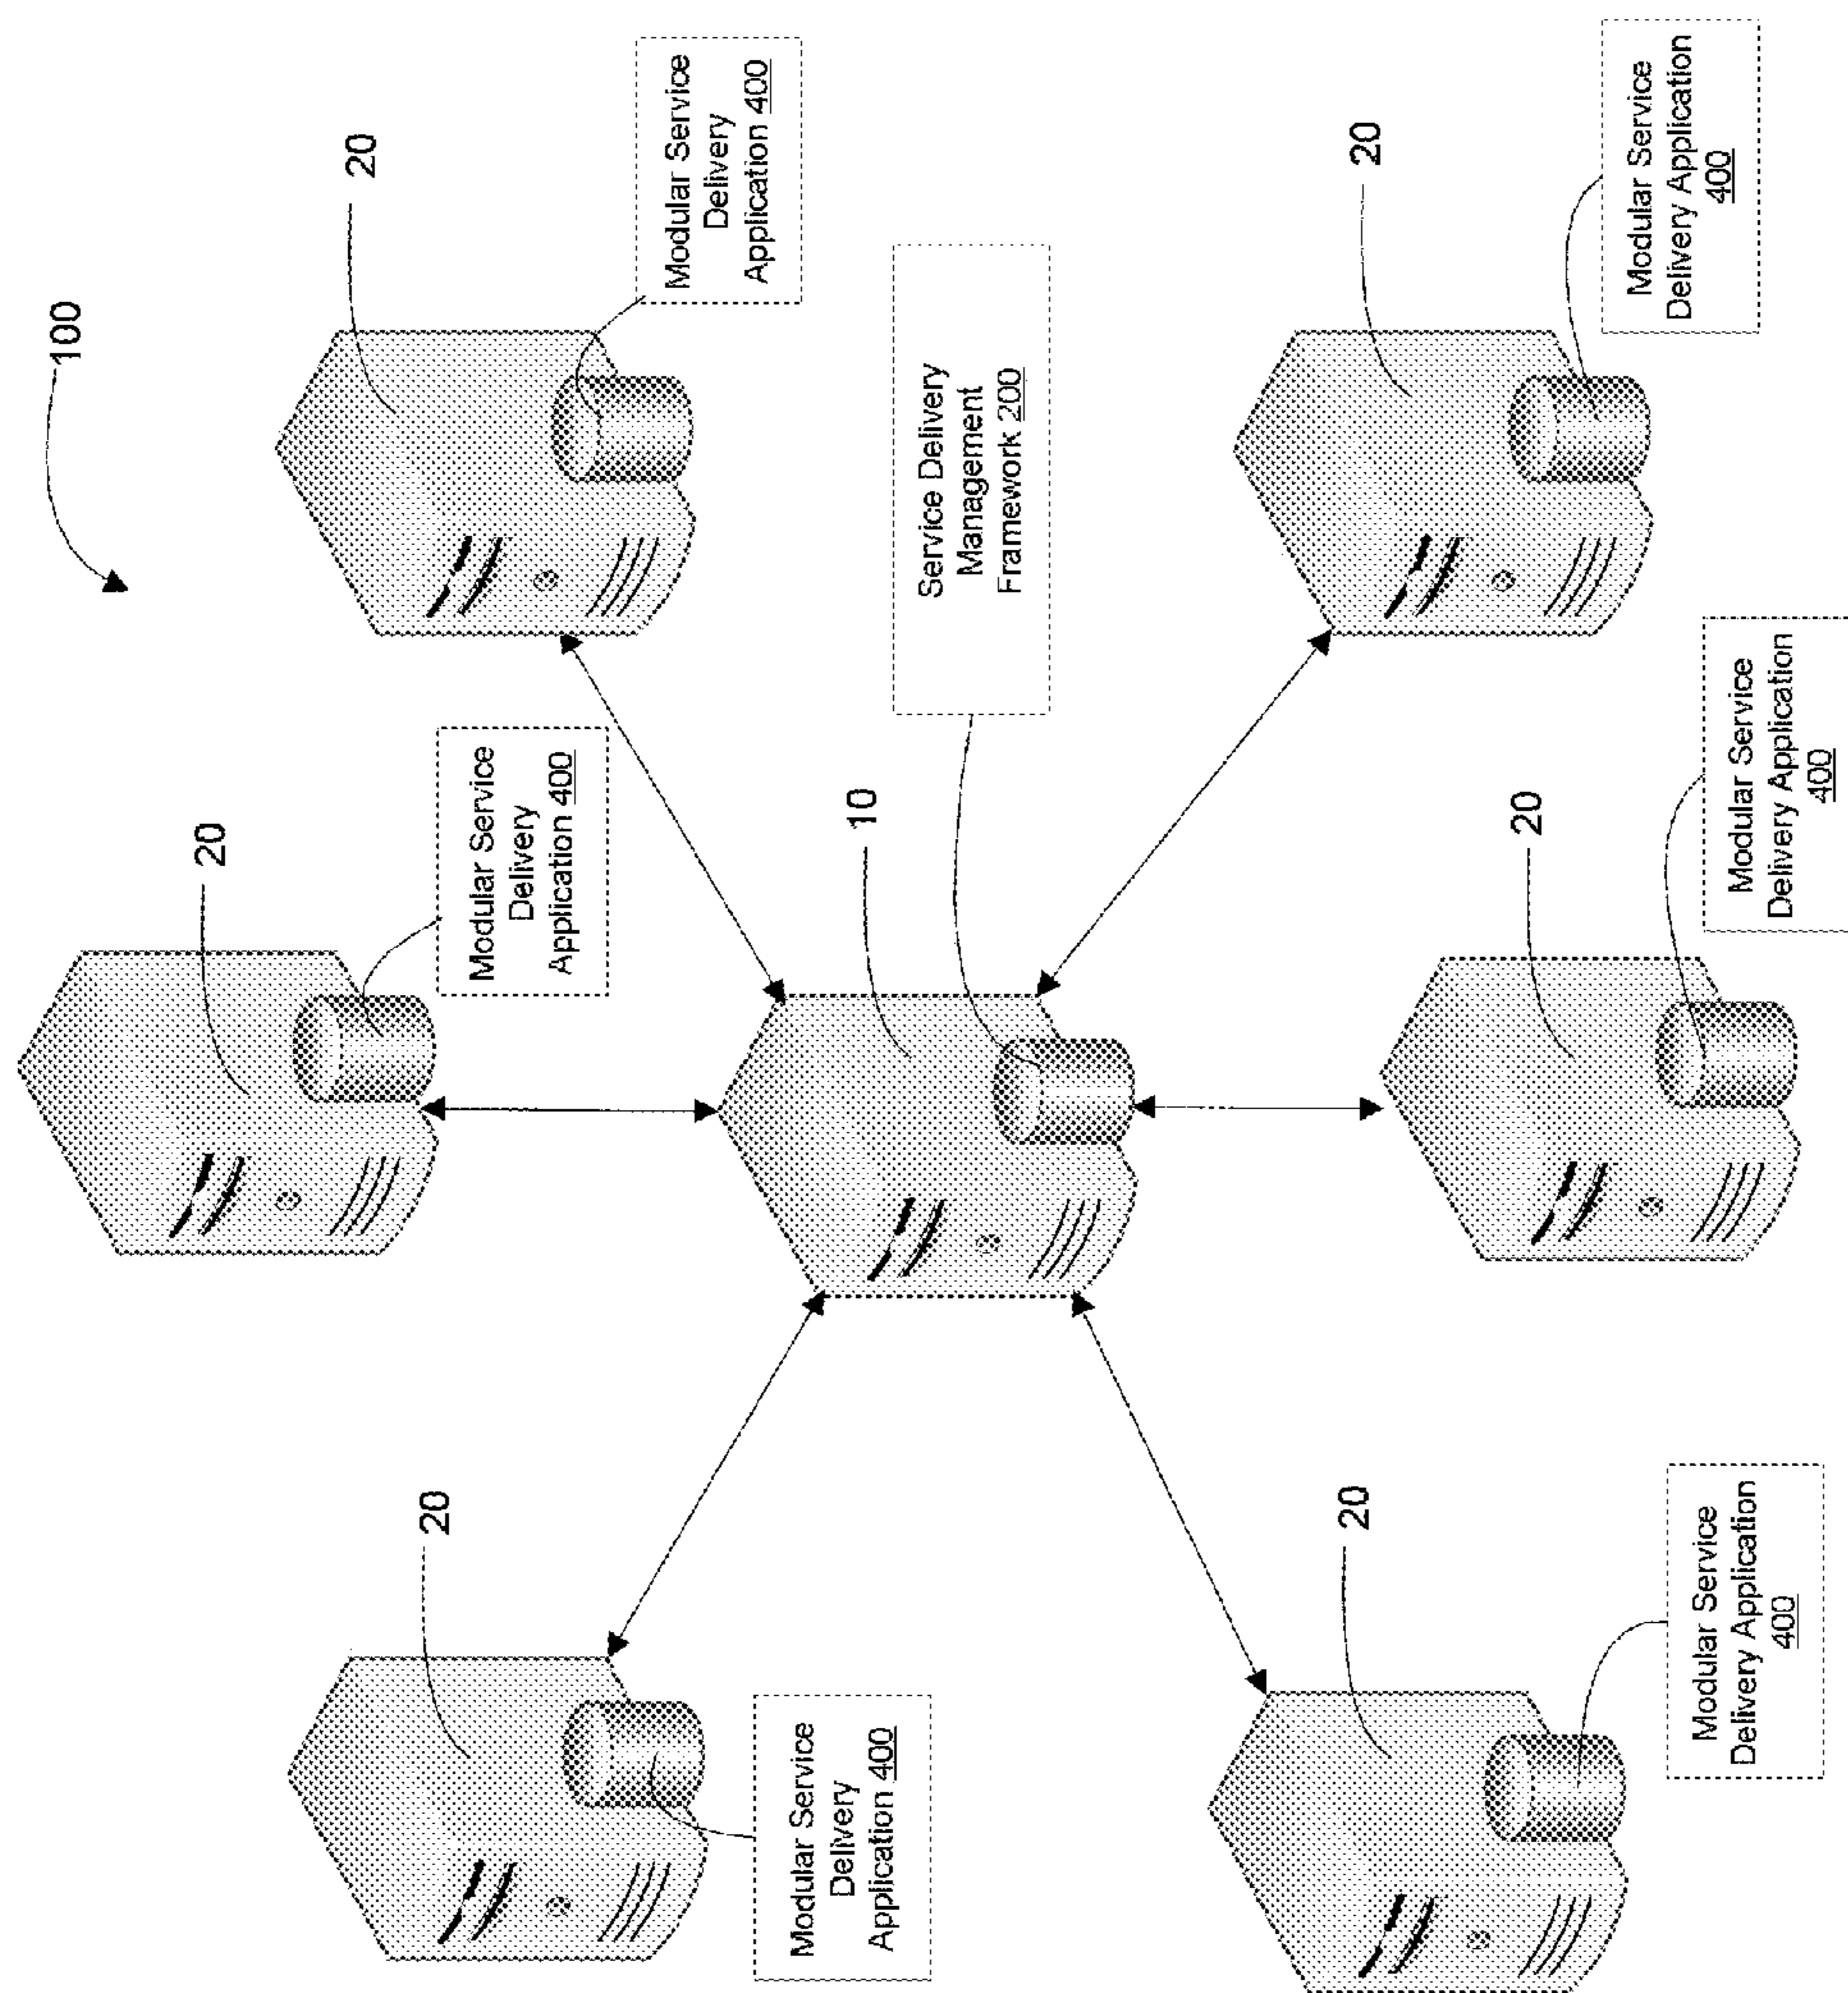 100
20
20
20
Modular Service
Delivery
Application 400
Modular Service
Delivery
Application 400
Modular Service
Delivery
Application 400
10
Service Delivery
Management
Framework 200
20
20
20
Modular Service
Delivery Application
400
Modular Service
Delivery Application
400
Modular Service
Delivery Application
400